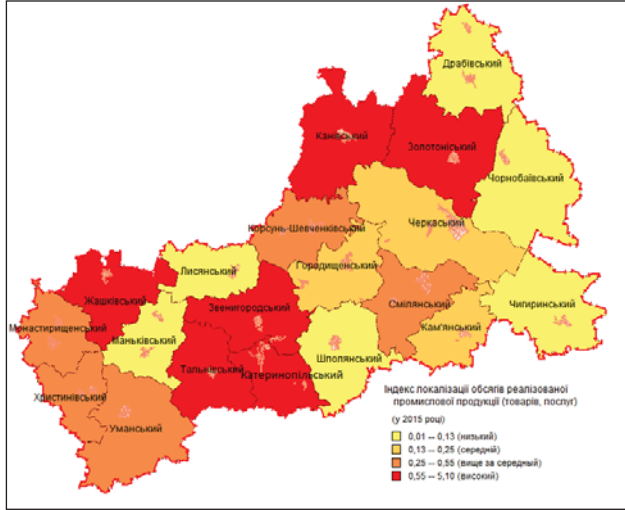 Драбівський
Канівський
Золотоніський
Чорнобаївський
Корсунь-Шевченківський
Черкаський
Лисянський
Городищенський
Жашківський
Звенигородський
Смілянський
Чигиринський
Монастирищенський
Маньківський
Кам'янський
Шполянський
Тальнівський
Катеринопільський
Христинівський
Уманський
Індекс локалізації обсягів реалізованої
промислової продукції (товарів, послуг)
(у 2015 році)
0,01 -- 0,13 (низький)
0,13 -- 0,25 (середній)
0,25 -- 0,55 (вище за середный)
0,55 -- 5,10 (високий)